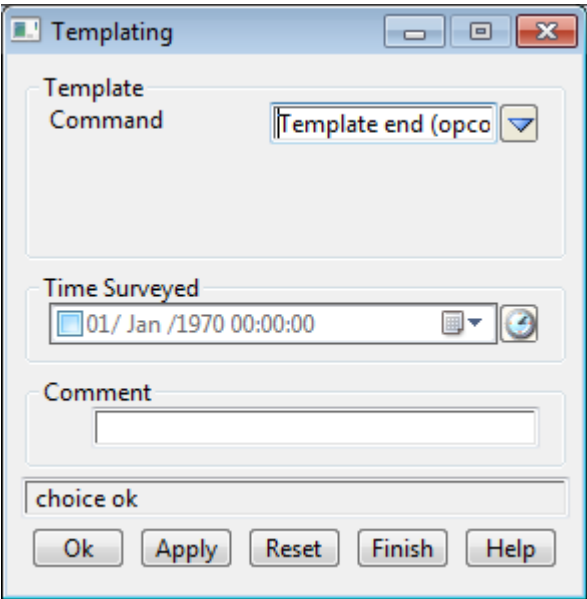 Templating
Template
Command Template end (opco
Time Surveyed
01/ Jan /1970 00:00:00
Comment
choice ok
Ok Apply Reset Finish Help